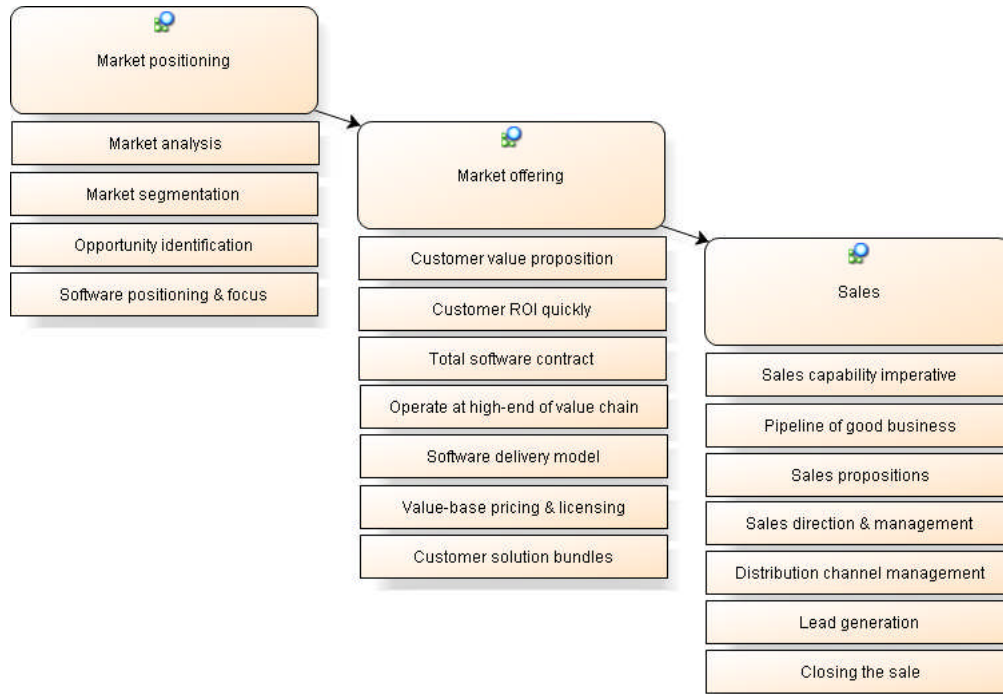 Market positioning
Market analysis
Market segmentation
Opportunity identification
Software positioning & focus
Market offering
Customer value proposition
Customer ROI quickly
Total software contract
Operate at high-end of value chain
Software delivery model
Value-base pricing & licensing
Customer solution bundles
Sales
Sales capability imperative
Pipeline of good business
Sales propositions
Sales direction & management
Distribution channel management
Lead generation
Closing the sale